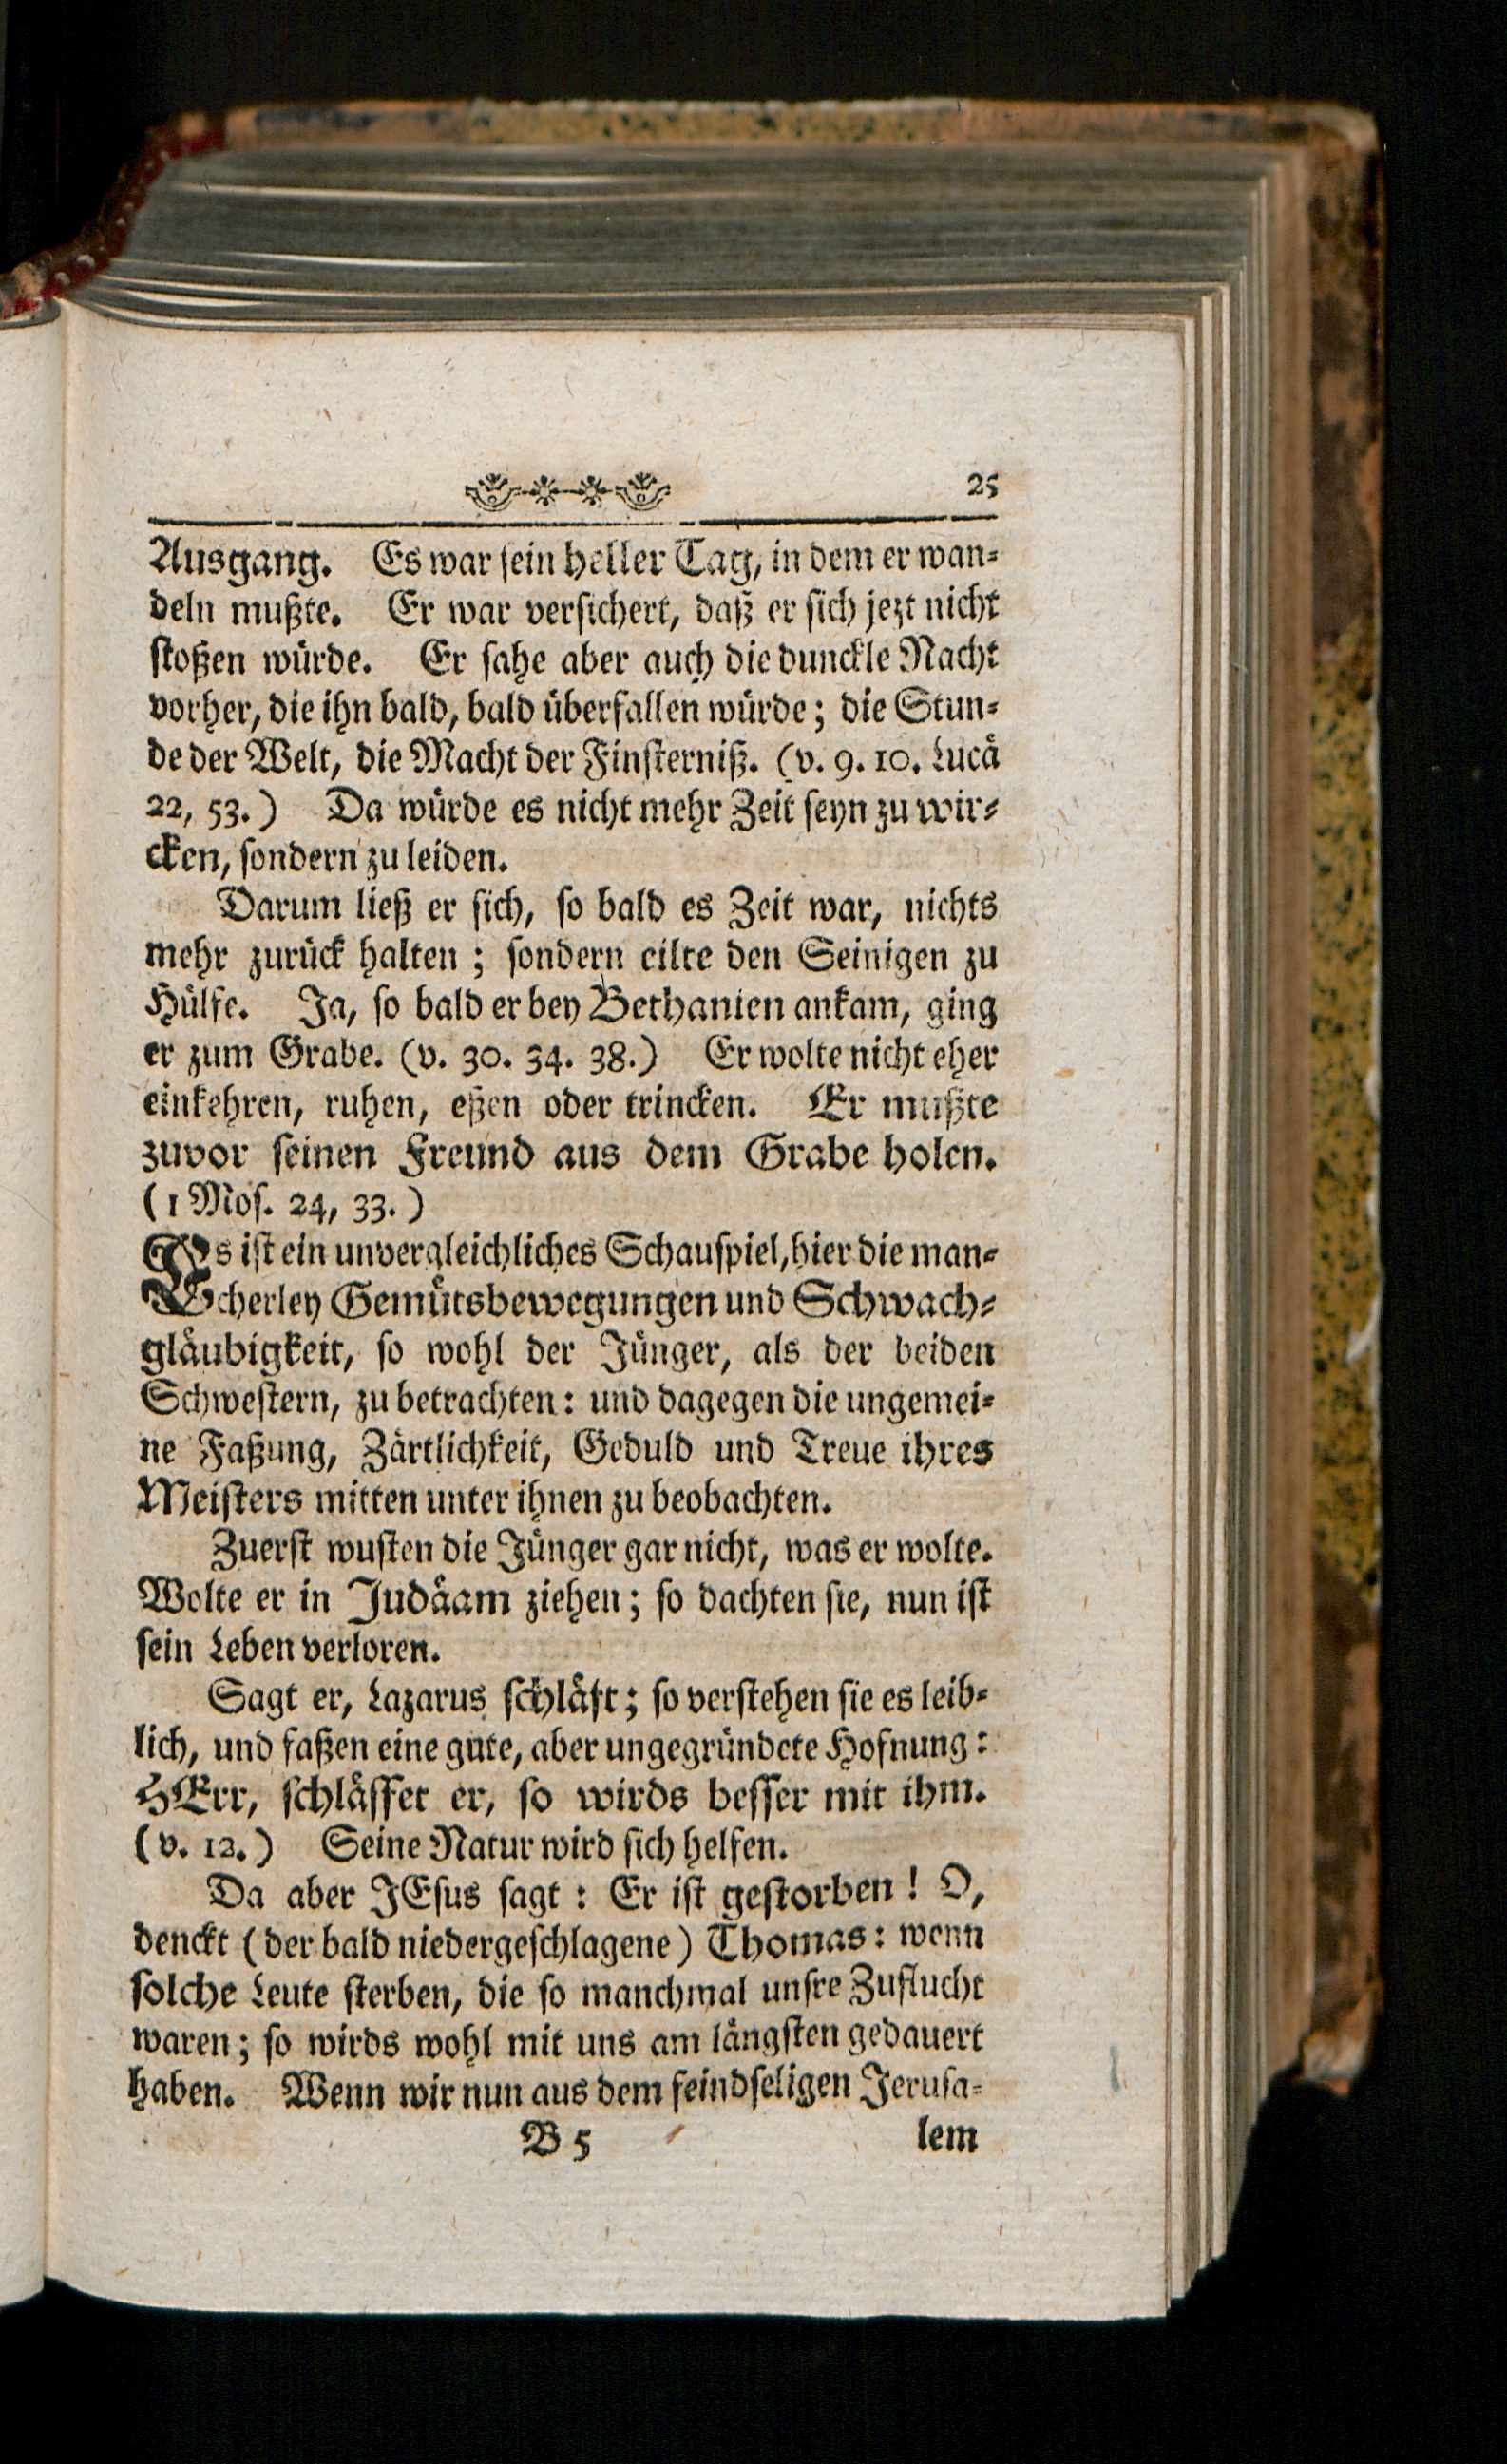 25
Ausgang. Es war sein heller Tag, in dem er wan⸗
deln mußte. Er war versichert, daß er sich jezt nicht
stoßen würde. Er sahe aber auch die dunckle Nacht
vorher, die ihn bald, bald überfallen würde; die Stun⸗
de der Welt, die Macht der Finsterniß. (v. 9. 10. Lucä
22, 53.) Da würde es nicht mehr Zeit seyn zu wir⸗
cken, sondern zu leiden.
Darum ließ er sich, so bald es Zeit war, nichts
mehr zurück halten; sondern eilte den Seinigen zu
Hülfe. Ja, so bald er bey Bethanien ankam, ging
er zum Grabe. (v. 30. 34. 38.) Er wolte nicht eher
einkehren, ruhen, eßen oder trincken. Er mußte
zuvor seinen Freund aus dem Grabe holen.
(1 Mos. 24, 33.)
Es ist ein unvergleichliches Schauspiel, hier die man⸗
cherley Gemütsbewegungen und Schwach⸗
gläubigkeit, so wohl der Jünger, als der beiden
Schwestern, zu betrachten: und dagegen die ungemei⸗
ne Faßung, Zärtlichkeit, Geduld und Treue ihres
Meisters mitten unter ihnen zu beobachten.
Zuerst wusten die Jünger gar nicht, was er wolte.
Wolte er in Judäam ziehen; so dachten sie, nun ist
sein Leben verloren.
Sagt er, Lazarus schläft; so verstehen sie es leib⸗
lich, und faßen eine gute, aber ungegründete Hofnung:
HErr, schläffet er, so wirds besser mit ihm.
(v. 12.) Seine Natur wird sich helfen.
Da aber JEsus sagt: Er ist gestorben! O,
denckt (der bald niedergeschlagene) Thomas: wenn
solche Leute sterben, die so manchmal unsre Zuflucht
waren; so wirds wohl mit uns am längsten gedauert
haben. Wenn wir nun aus dem feindseligen Jerusa⸗
B 5 lem